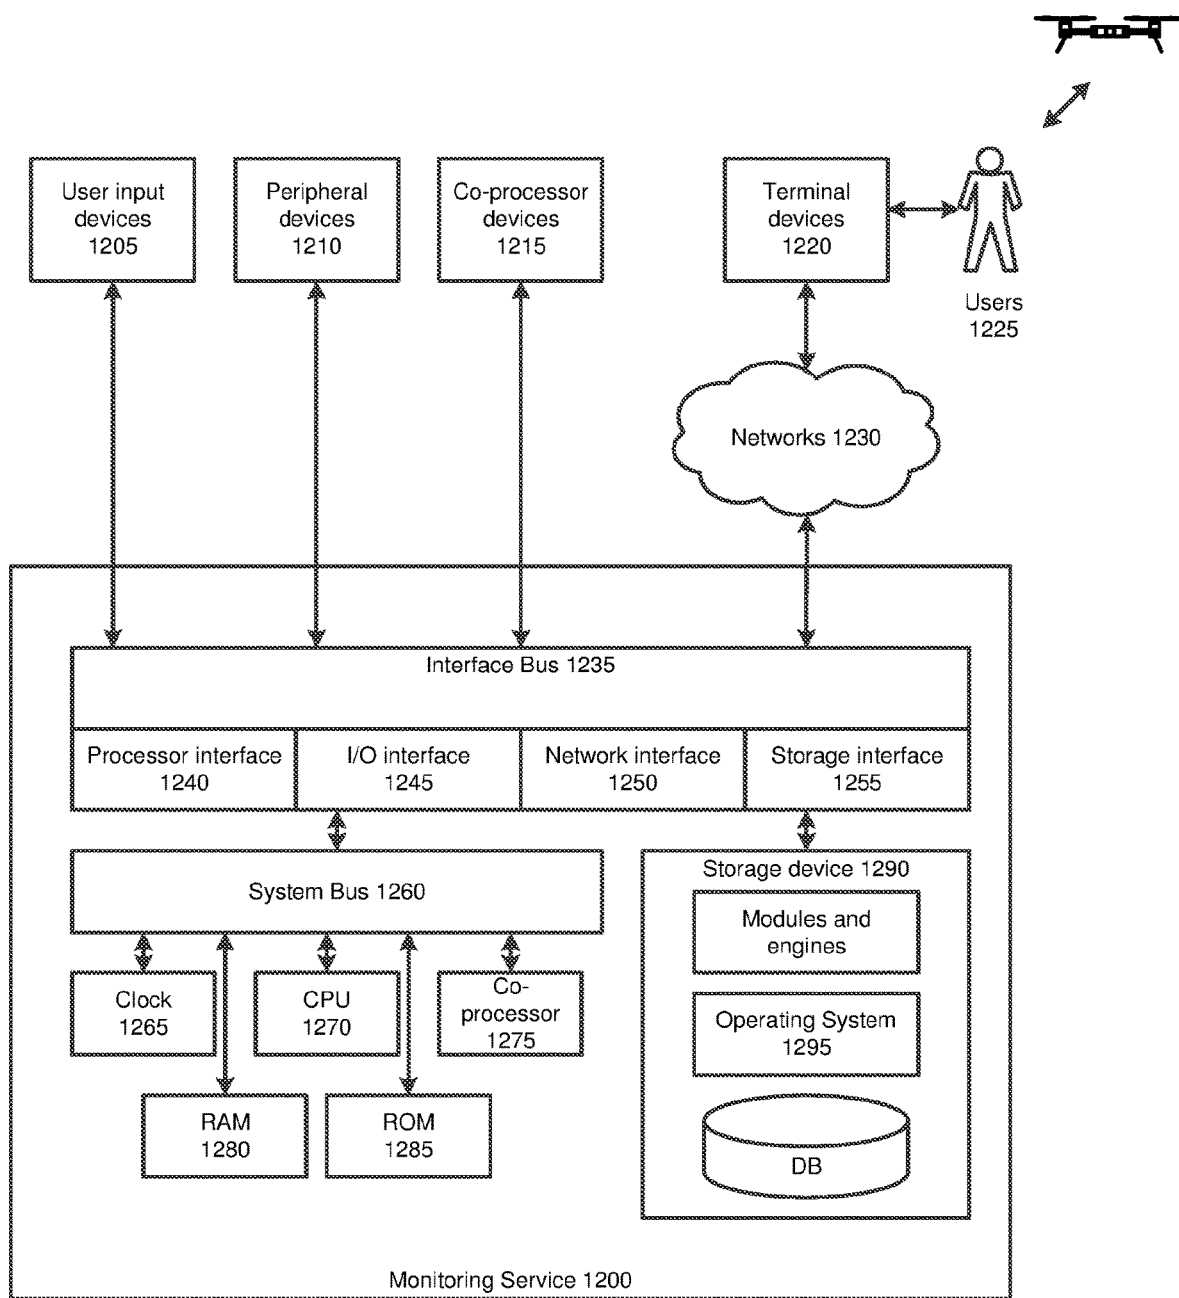 User input
devices
1205
Peripheral
devices
1210
Co-processor
devices
1215
Terminal
devices
1220
Users
1225
Networks 1230
Interface Bus 1235
Processor interface
1240
I/O interface
1245
Network interface
1250
Storage interface
1255
System Bus 1260
Storage device 1290
Modules and
engines
Clock
1265
CPU
1270
Co-
processor
1275
Operating System
1295
RAM
1280
ROM
1285
DB
Monitoring Service 1200